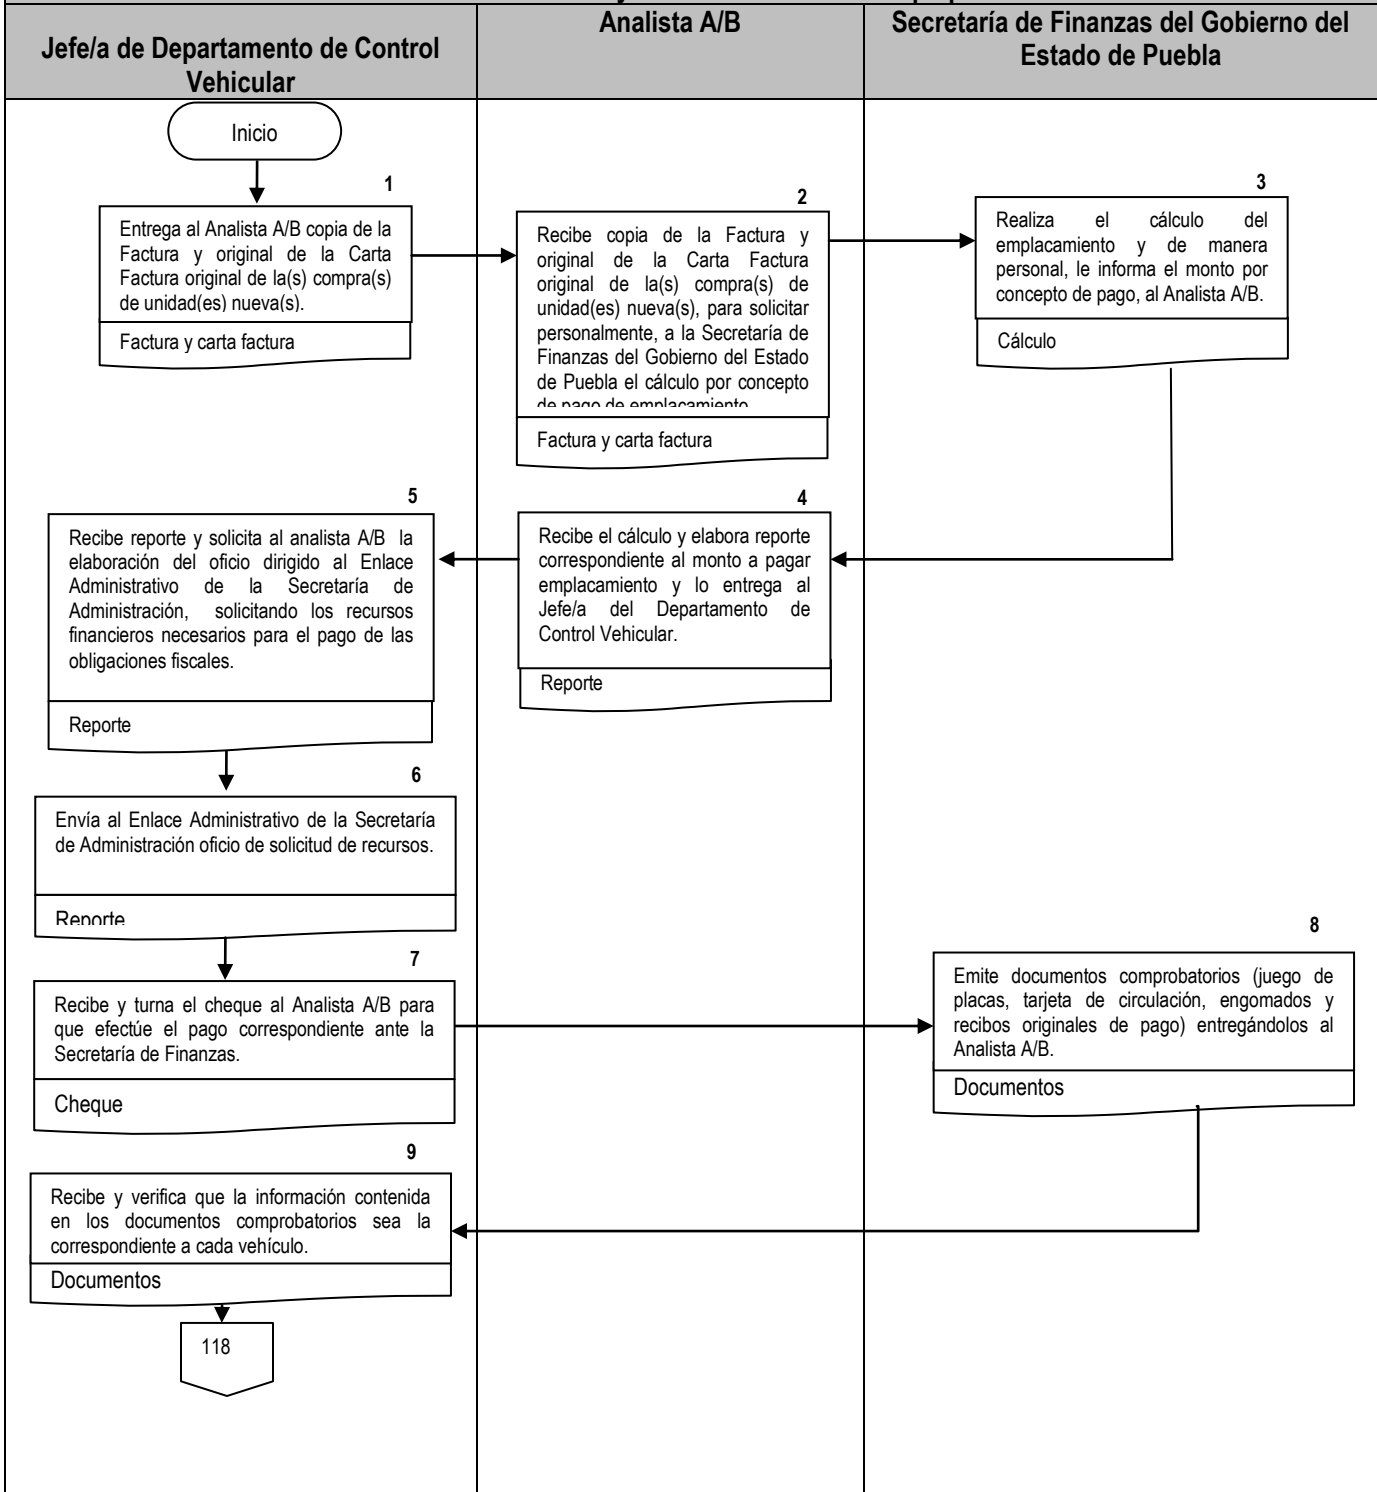 Jefe/a de Departamento de Control
Vehicular
Analista A/B
Secretaría de Finanzas del Gobierno del
Estado de Puebla
Inicio
1
Entrega al Analista A/B copia de la
Factura y original de la Carta
Factura original de la(s) compra(s)
de unidad(es) nueva(s).
Factura y carta factura
2
Recibe copia de la Factura y
original de la Carta Factura
original de la(s) compra(s) de
unidad(es) nueva(s), para solicitar
personalmente, a la Secretaría de
Finanzas del Gobierno del Estado
de Puebla el cálculo por concepto
de pago de emplacamiento
Factura y carta factura
3
Realiza el cálculo del
emplacamiento y de manera
personal, le informa el monto por
concepto de pago, al Analista A/B.
Cálculo
4
Recibe el cálculo y elabora reporte
correspondiente al monto a pagar
emplacamiento y lo entrega al
Jefe/a del Departamento de
Control Vehicular.
Reporte
5
Recibe reporte y solicita al analista A/B la
elaboración del oficio dirigido al Enlace
Administrativo de la Secretaría de
Administración, solicitando los recursos
financieros necesarios para el pago de las
obligaciones fiscales.
Reporte
6
Envía al Enlace Administrativo de la Secretaría
de Administración oficio de solicitud de recursos.
Reporte
7
Recibe y turna el cheque al Analista A/B para
que efectúe el pago correspondiente ante la
Secretaría de Finanzas.
Cheque
8
Emite documentos comprobatorios (juego de
placas, tarjeta de circulación, engomados y
recibos originales de pago) entregándolos al
Analista A/B.
Documentos
9
Recibe y verifica que la información contenida
en los documentos comprobatorios sea la
correspondiente a cada vehículo.
Documentos
118